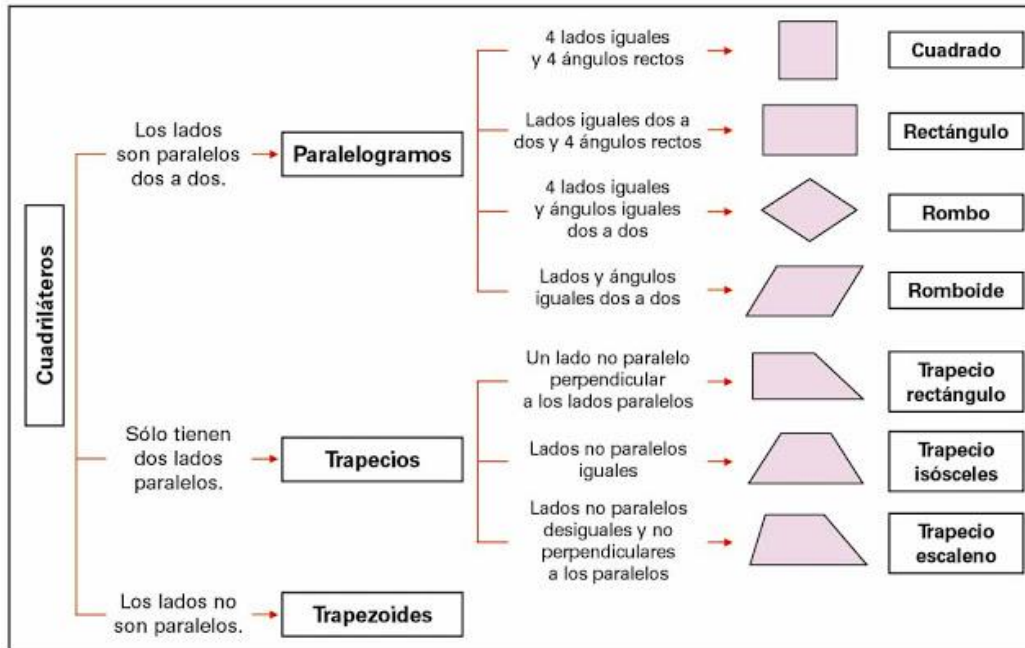 Cuadriláteros
Los lados
son paralelos
dos a dos.
Paralelogramos
4 lados iguales
y 4 ángulos rectos
Cuadrado
Lados iguales dos a
dos y 4 ángulos rectos
Rectángulo
4 lados iguales
y ángulos iguales
dos a dos
Rombo
Lados y ángulos
iguales dos a dos
Romboide
Sólo tienen
dos lados
paralelos.
Trapecios
Un lado no paralelo
perpendicular
a los lados paralelos
Trapecio
rectángulo
Lados no paralelos
iguales
Trapecio
isósceles
Lados no paralelos
desiguales y no
perpendiculares
a los paralelos
Trapecio
escaleno
Los lados no
son paralelos.
Trapezoides